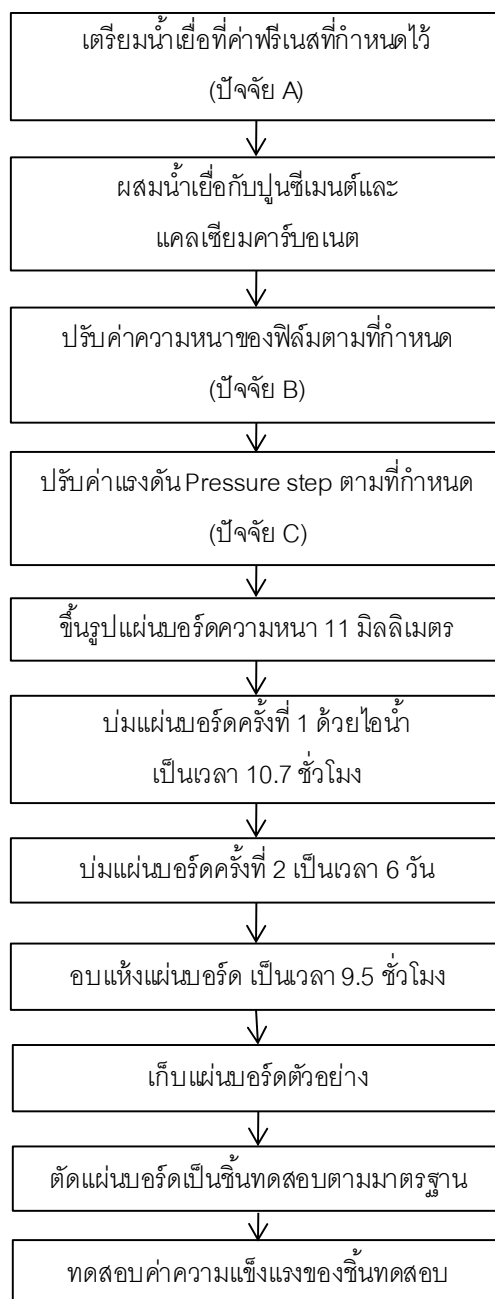 เตรียมน้ำเยื่อที่ค่าฟรีเนสที่กำหนดไว้
(ปัจจัย A)
ผสมน้ำเยื่อกับปูนซีเมนต์และ
แคลเซียมคาร์บอเนต
ปรับค่าความหนาของฟิล์มตามที่กำหนด
(ปัจจัย B)
ปรับค่าแรงดัน Pressure step ตามที่กำหนด
(ปัจจัย C)
ขึ้นรูปแผ่นบอร์ดความหนา 11 มิลลิเมตร
บ่มแผ่นบอร์ดครั้งที่ 1 ด้วยไอน้ำ
เป็นเวลา 10.7 ชั่วโมง
บ่มแผ่นบอร์ดครั้งที่ 2 เป็นเวลา 6 วัน
อบแห้งแผ่นบอร์ด เป็นเวลา 9.5 ชั่วโมง
เก็บแผ่นบอร์ดตัวอย่าง
ตัดแผ่นบอร์ดเป็นชิ้นทดสอบตามมาตรฐาน
ทดสอบค่าความแข็งแรงของชิ้นทดสอบ